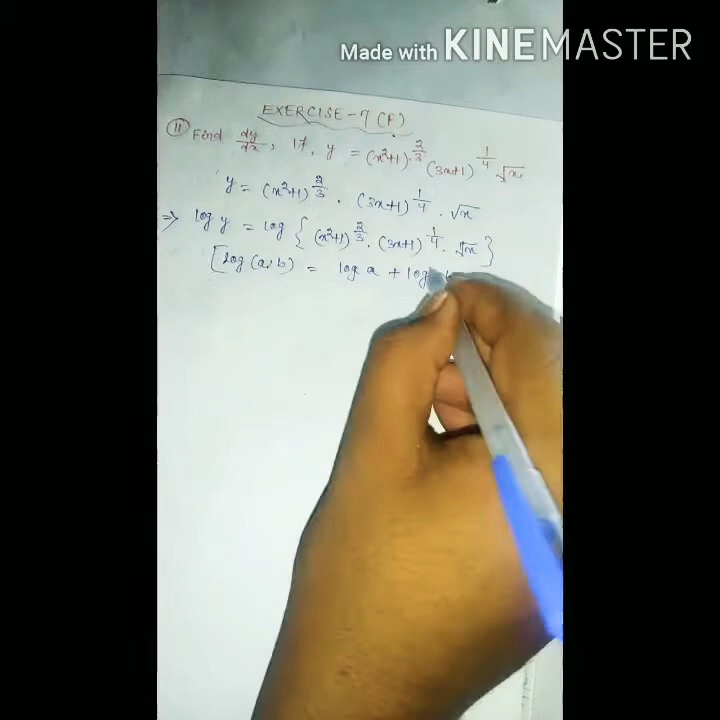 Made with KINEMASTER
EXERCISE-7(F)
(11) Find dy/dx, if, y = (x²+1)·^2/3 (3x+1)^1/4 √x
y = (x²+1)^2/3 · (3x+1)^1/4 · √x
⇒ log y = log { (x²+1)^2/3 · (3x+1)^1/4 · √x }
[log (a·b) = log a + log